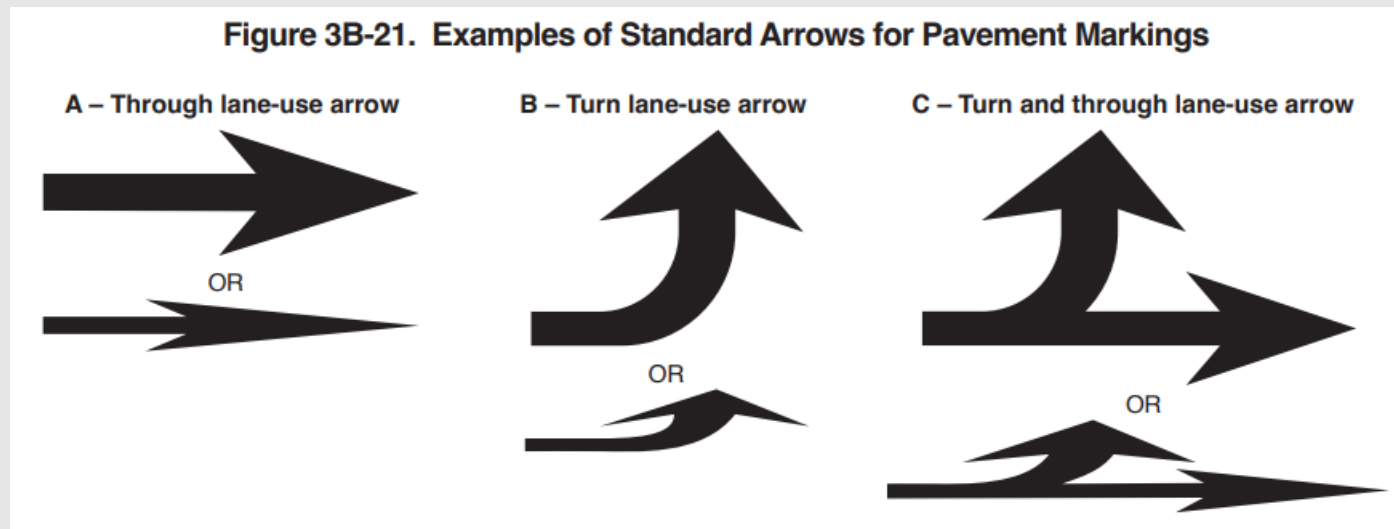 Figure 3B-21. Examples of Standard Arrows for Pavement Markings
A – Through lane-use arrow
OR
B – Turn lane-use arrow
OR
C – Turn and through lane-use arrow
OR